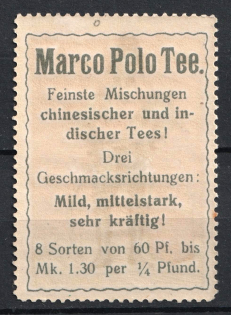 Marco Polo Tee.
Feinste Mischungen
chinesischer und in-
discher Tees!
Drei
Geschmacksrichtungen:
Mild, mittelstark,
sehr kräftig!
8 Sorten von 60 Pf. bis
Mk. 1.30 per ¼ Pfund.